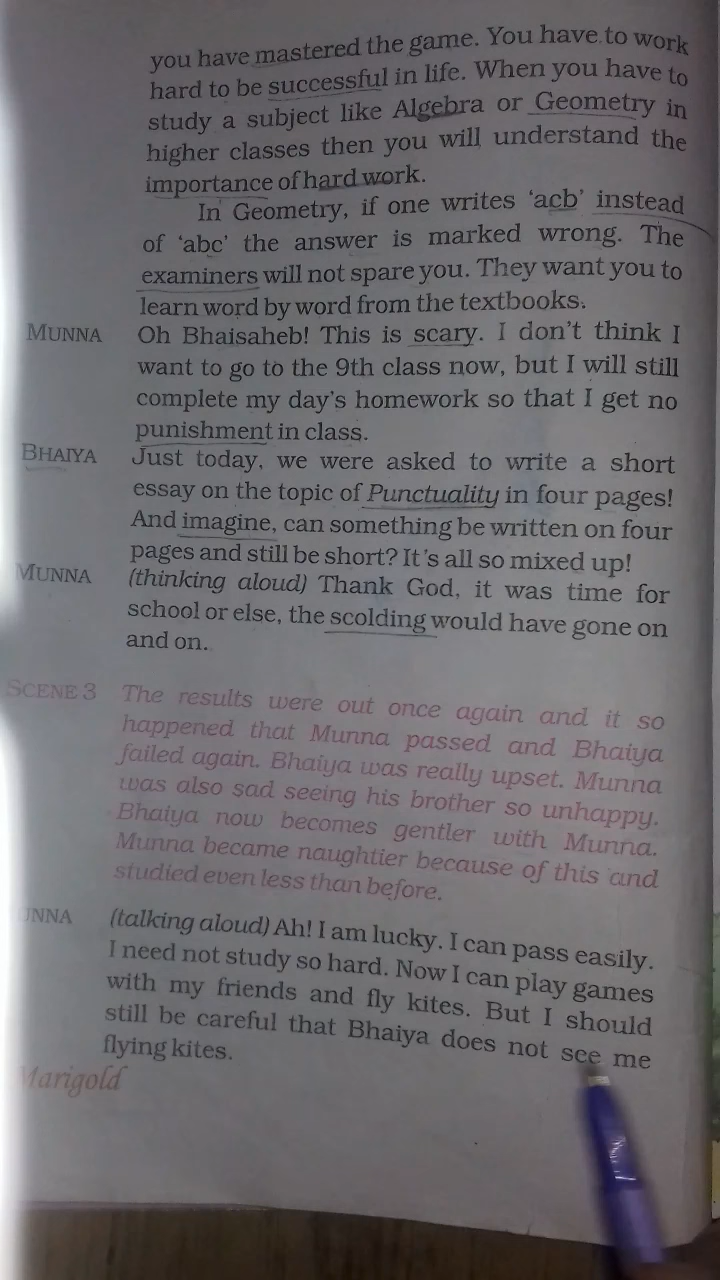 you have mastered the game. You have to work
hard to be successful in life. When you have to
study a subject like Algebra or Geometry in
higher classes then you will understand the
importance of hard work.
In Geometry, if one writes ‘acb’ instead
of ‘abc’ the answer is marked wrong. The
examiners will not spare you. They want you to
learn word by word from the textbooks.
MUNNA Oh Bhaisaheb! This is scary. I don’t think I
want to go to the 9th class now, but I will still
complete my day’s homework so that I get no
punishment in class.
BHAIYA Just today, we were asked to write a short
essay on the topic of Punctuality in four pages!
And imagine, can something be written on four
pages and still be short? It’s all so mixed up!
MUNNA (thinking aloud) Thank God, it was time for
school or else, the scolding would have gone on
and on.
SCENE 3 The results were out once again and it so
happened that Munna passed and Bhaiya
failed again. Bhaiya was really upset. Munna
was also sad seeing his brother so unhappy.
Bhaiya now becomes gentler with Munna.
Munna became naughtier because of this and
studied even less than before.
UNNA (talking aloud) Ah! I am lucky. I can pass easily.
I need not study so hard. Now I can play games
with my friends and fly kites. But I should
still be careful that Bhaiya does not see me
flying kites.
Marigold